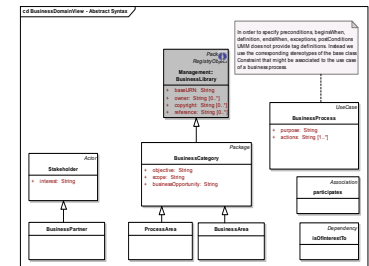 cd BusinessDomainView - Abstract Syntax
In order to specify preconditions, beginsWhen,
definition, endsWhen, exceptions, postConditions
UMM does not provide tag definitions. Instead we
use the corresponding stereotypes of the base class
Constraint that might be associated to the use case
of a business process.
Management::
BusinessLibrary
+ baseURN: String
+ owner: String [0..*]
+ copyright: String [0..*]
+ reference: String [0..*]
UseCase
BusinessProcess
+ purpose: String
+ actions: String [1..*]
Package
BusinessCategory
+ objective: String
+ scope: String
+ businessOpportunity: String
Actor
Stakeholder
+ interest: String
Association
participates
BusinessPartner
ProcessArea
BusinessArea
Dependency
isOfInterestTo